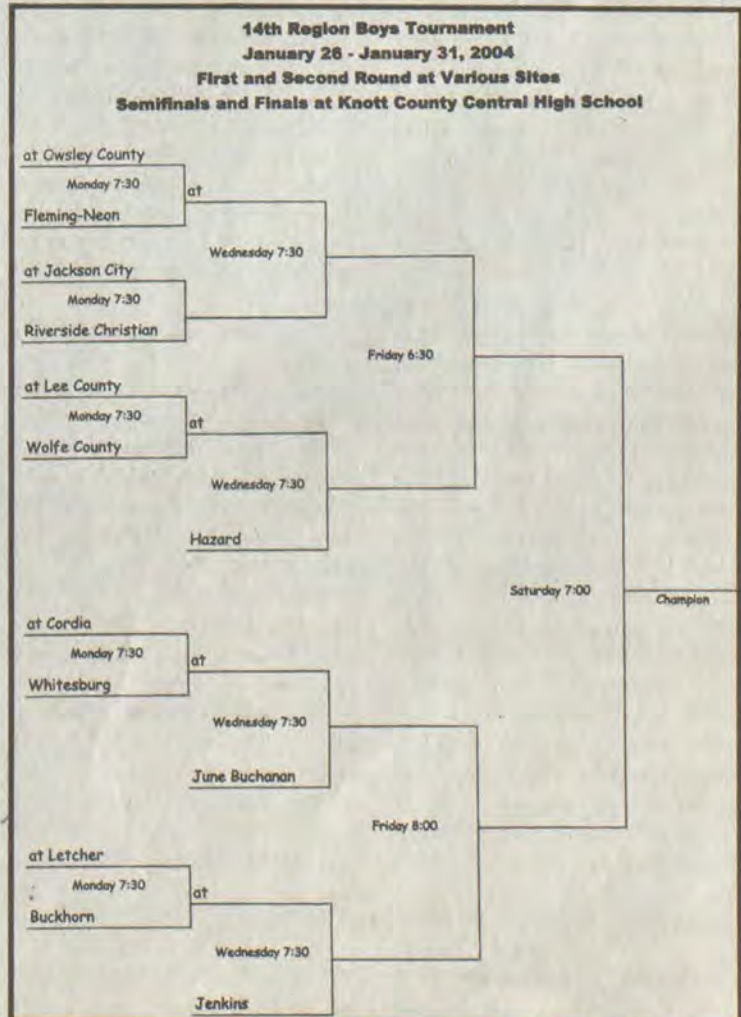 14th Region Boys Tournament
January 26 - January 31, 2004
First and Second Round at Various Sites
Semifinals and Finals at Knott County Central High School
at Owsley County
Monday 7:30
at
Fleming-Neon
Wednesday 7:30
at Jackson City
Monday 7:30
Riverside Christian
Friday 6:30
at Lee County
Monday 7:30
at
Wolfe County
Wednesday 7:30
Hazard
Saturday 7:00
Champion
at Cordia
Monday 7:30
at
Whitesburg
Wednesday 7:30
June Buchanan
Friday 8:00
at Letcher
Monday 7:30
at
Buckhorn
Wednesday 7:30
Jenkins